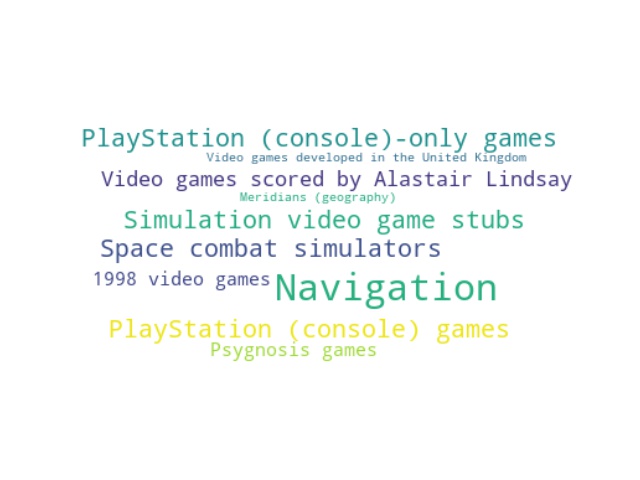 PlayStation (console)-only games
Video games developed in the United Kingdom
Video games scored by Alastair Lindsay
Meridians (geography)
Simulation video game stubs
Space combat simulators
1998 video games
Navigation
PlayStation (console) games
Psygnosis games